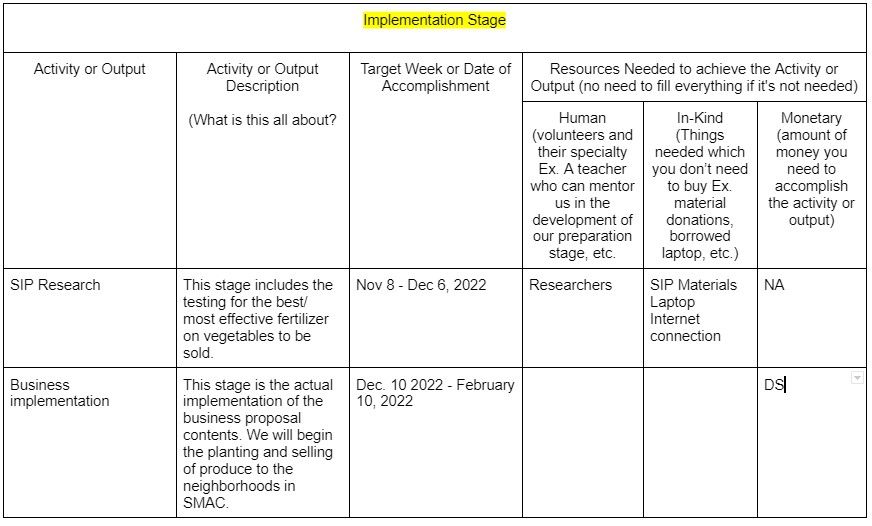 Implementation Stage
Activity or Output
Activity or Output
Description
(What is this all about?
Target Week or Date of
Accomplishment
Resources Needed to achieve the Activity or
Output (no need to fill everything if it's not needed)
Human
(volunteers and
their specialty
Ex. A teacher
who can mentor
us in the
development of
our preparation
stage, etc.
In-Kind
(Things
needed which
you don't need
to buy Ex.
material
donations,
borrowed
laptop, etc.)
Monetary
(amount of
money you
need to
accomplish
the activity or
output)
SIP Research
This stage includes the
testing for the best/
most effective fertilizer
on vegetables to be
sold.
Nov 8 - Dec 6, 2022
Researchers
SIP Materials
Laptop
Internet
connection
NA
Business
implementation
This stage is the actual
implementation of the
business proposal
contents. We will begin
the planting and selling
of produce to the
neighborhoods in
SMAC.
Dec. 10 2022 - February
10, 2022
DS